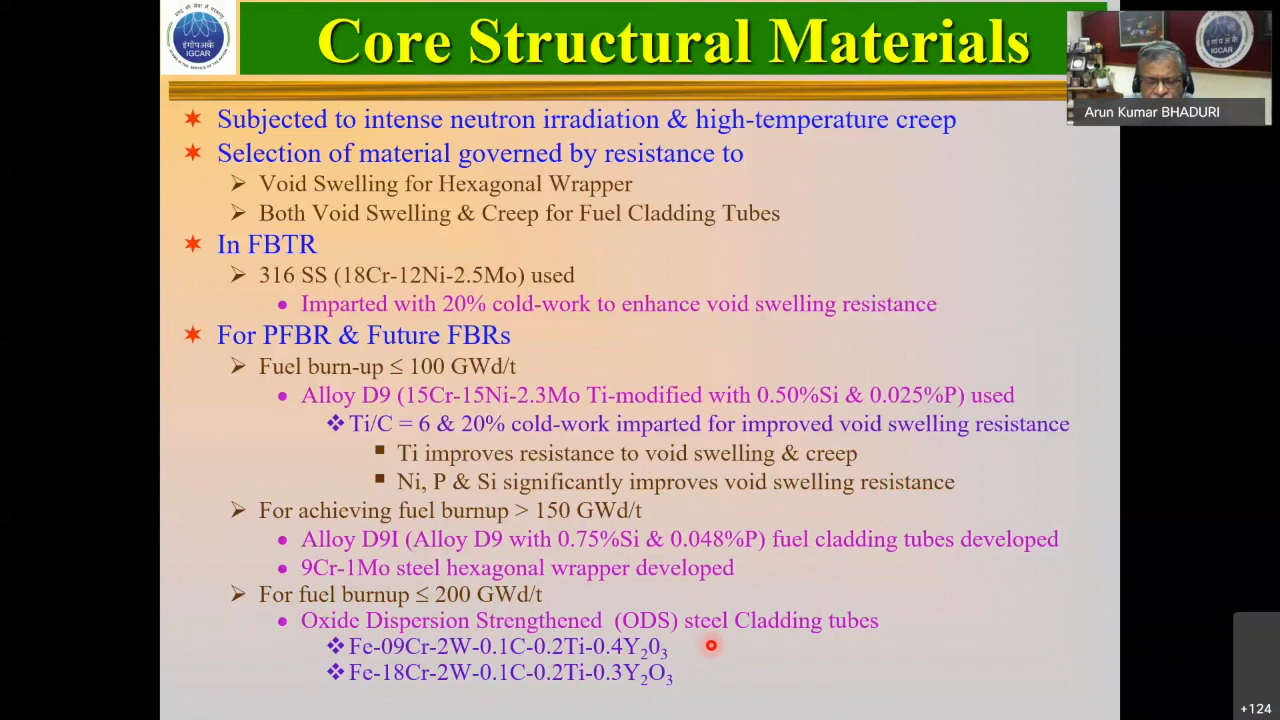 Core Structural Materials
इंगांपअकें
IGCAR
Arun Kumar BHADURI
Subjected to intense neutron irradiation & high-temperature creep
Selection of material governed by resistance to
Void Swelling for Hexagonal Wrapper
Both Void Swelling & Creep for Fuel Cladding Tubes
In FBTR
316 SS (18Cr-12Ni-2.5Mo) used
Imparted with 20% cold-work to enhance void swelling resistance
For PFBR & Future FBRs
Fuel burn-up ≤ 100 GWd/t
Alloy D9 (15Cr-15Ni-2.3Mo Ti-modified with 0.50%Si & 0.025%P) used
Ti/C = 6 & 20% cold-work imparted for improved void swelling resistance
Ti improves resistance to void swelling & creep
Ni, P & Si significantly improves void swelling resistance
For achieving fuel burnup > 150 GWd/t
Alloy D9I (Alloy D9 with 0.75%Si & 0.048%P) fuel cladding tubes developed
9Cr-1Mo steel hexagonal wrapper developed
For fuel burnup ≤ 200 GWd/t
Oxide Dispersion Strengthened (ODS) steel Cladding tubes
Fe-09Cr-2W-0.1C-0.2Ti-0.4Y₂0₃
Fe-18Cr-2W-0.1C-0.2Ti-0.3Y₂O₃
+124